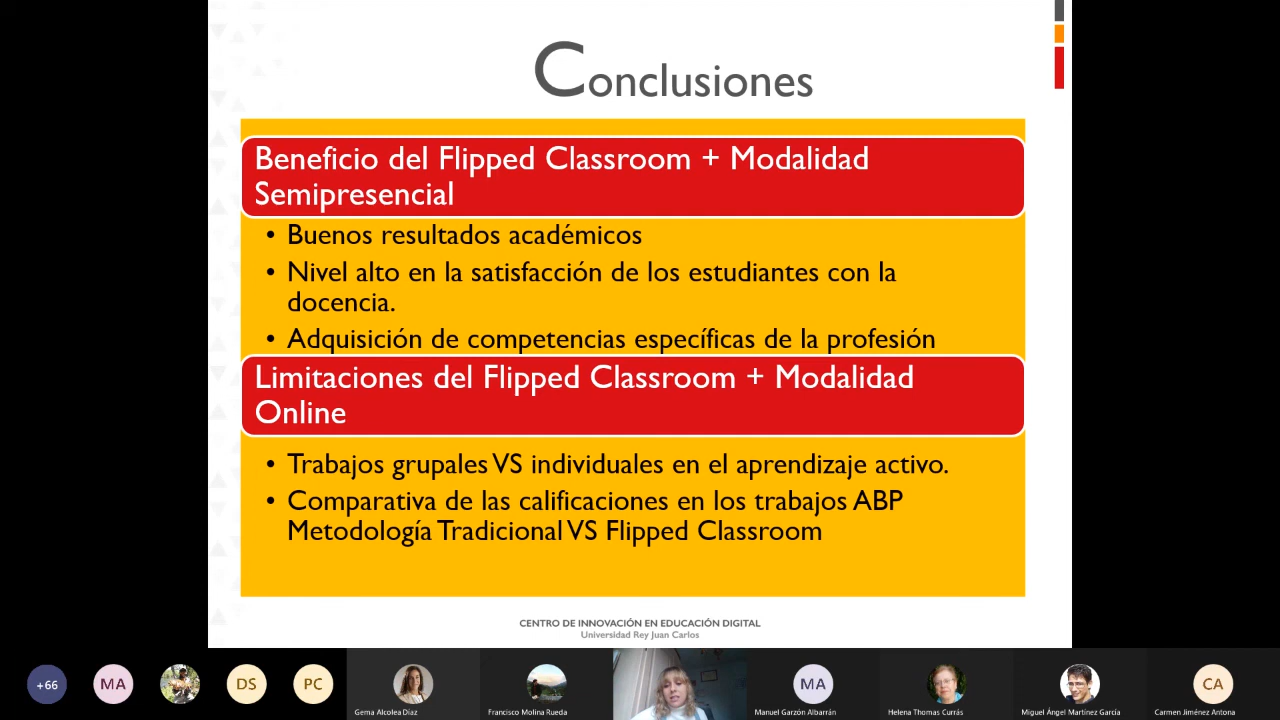 Conclusiones
Beneficio del Flipped Classroom + Modalidad
Semipresencial
• Buenos resultados académicos
• Nivel alto en la satisfacción de los estudiantes con la
docencia.
• Adquisición de competencias específicas de la profesión
Limitaciones del Flipped Classroom + Modalidad
Online
• Trabajos grupales VS individuales en el aprendizaje activo.
• Comparativa de las calificaciones en los trabajos ABP
Metodología Tradicional VS Flipped Classroom
CENTRO DE INNOVACIÓN EN EDUCACIÓN DIGITAL
Universidad Rey Juan Carlos
+66
MA
DS
PC
MA
CA
Gema Alcolea Díaz
Francisco Molina Rueda
Manuel Garzón Albarrán
Helena Thomas Currás
Miguel Ángel Martínez García
Carmen Jiménez Antona